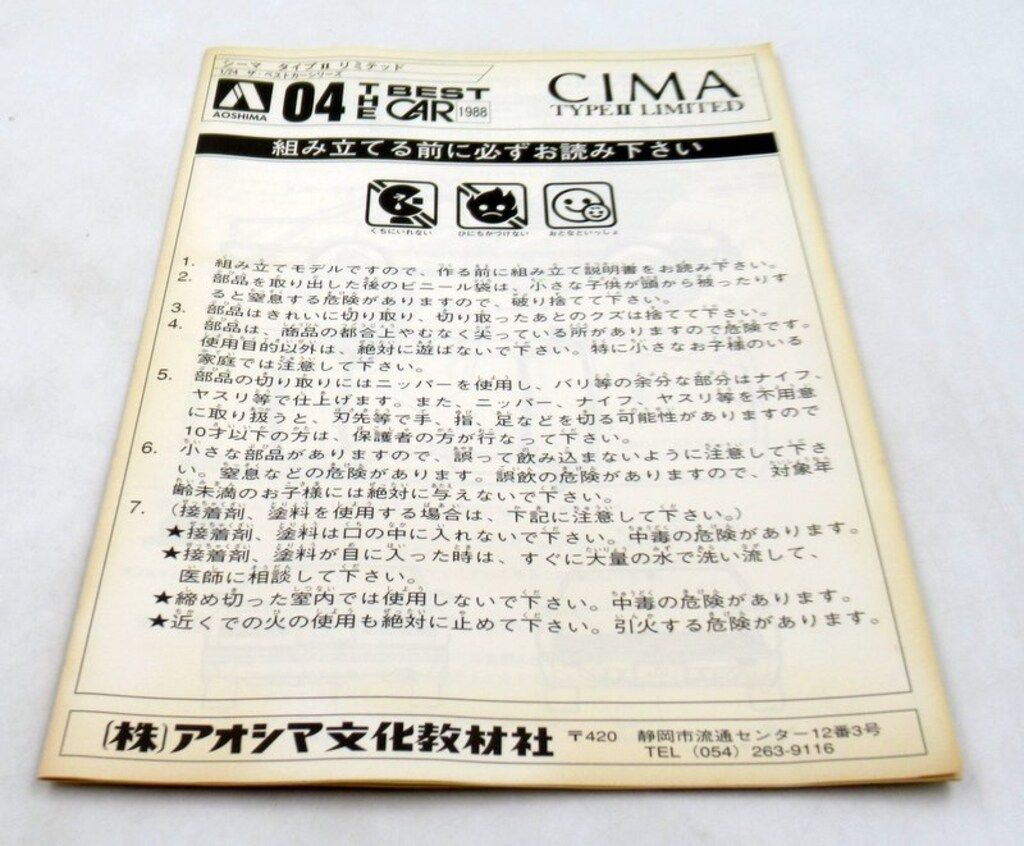 シーマ タイプⅡ リミテッド
1/24 ザ・ベストカーシリーズ
AOSHIMA
04 THE BEST CAR 1988
CIMA
TYPEⅡ LIMITED
組み立てる前に必ずお読み下さい
くちにいれない ひにちかづけない おとなといっしょ
1. 組み立てモデルですので、作る前に組み立て説明書をお読み下さい。
2. 部品を取り出した後のビニール袋は、小さな子供が頭から被ったりす
ると窒息する危険がありますので、破り捨てて下さい。
3. 部品はきれいに切り取り、切り取ったあとのクズは捨てて下さい。
4. 部品は、商品の都合上やむなく尖っている所がありますので危険です。
使用目的以外は、絶対に遊ばないで下さい。特に小さなお子様のいる
家庭では注意して下さい。
5. 部品の切り取りにはニッパーを使用し、バリ等の余分な部分はナイフ、
ヤスリ等で仕上げます。また、ニッパー、ナイフ、ヤスリ等を不用意
に取り扱うと、刃先等で手、指、足などを切る可能性がありますので
10才以下の方は、保護者の方が行なって下さい。
6. 小さな部品がありますので、誤って飲み込まないように注意して下さ
い。窒息などの危険があります。誤飲の危険がありますので、対象年
齢未満のお子様には絶対に与えないで下さい。
7. (接着剤、塗料を使用する場合は、下記に注意して下さい。)
★接着剤、塗料は口の中に入れないで下さい。中毒の危険があります。
★接着剤、塗料が目に入った時は、すぐに大量の水で洗い流して、
医師に相談して下さい。
★締め切った室内では使用しないで下さい。中毒の危険があります。
★近くでの火の使用も絶対に止めて下さい。引火する危険があります。
(株)アオシマ文化教材社 〒420 静岡市流通センター12番3号
TEL (054) 263-9116